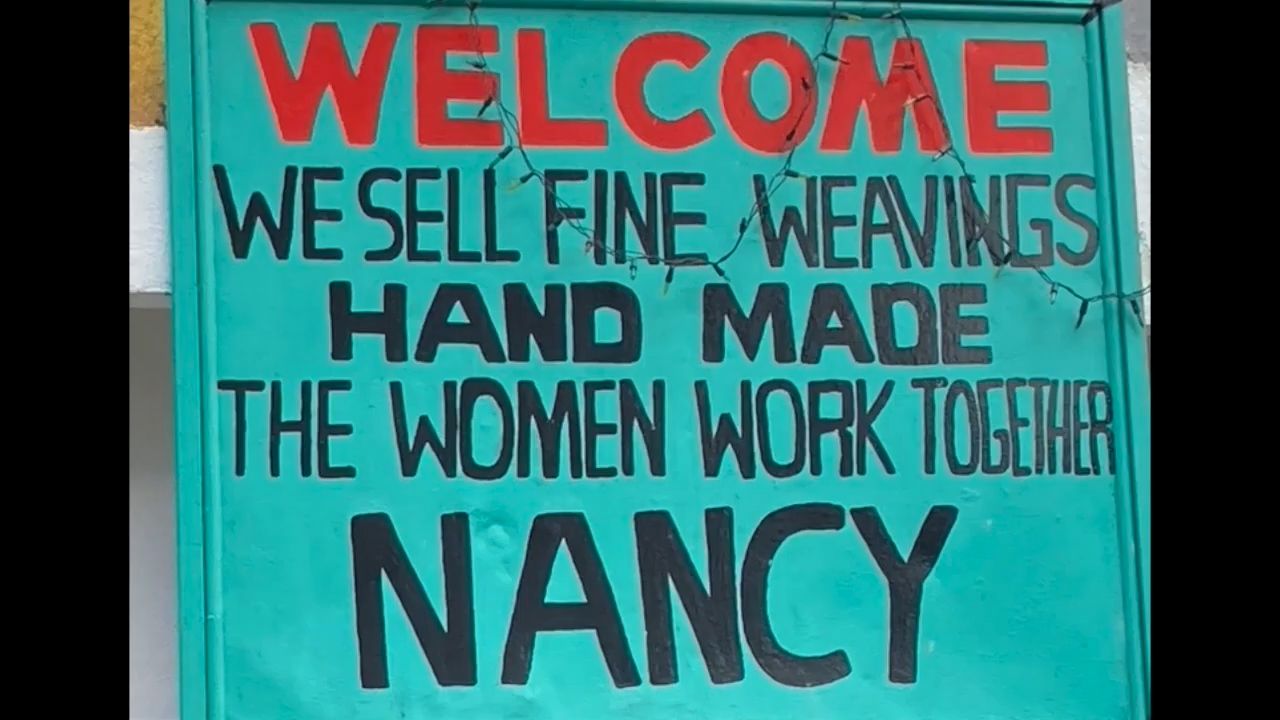 WELCOME
WE SELL FINE WEAVINGS
HAND MADE
THE WOMEN WORK TOGETHER
NANCY